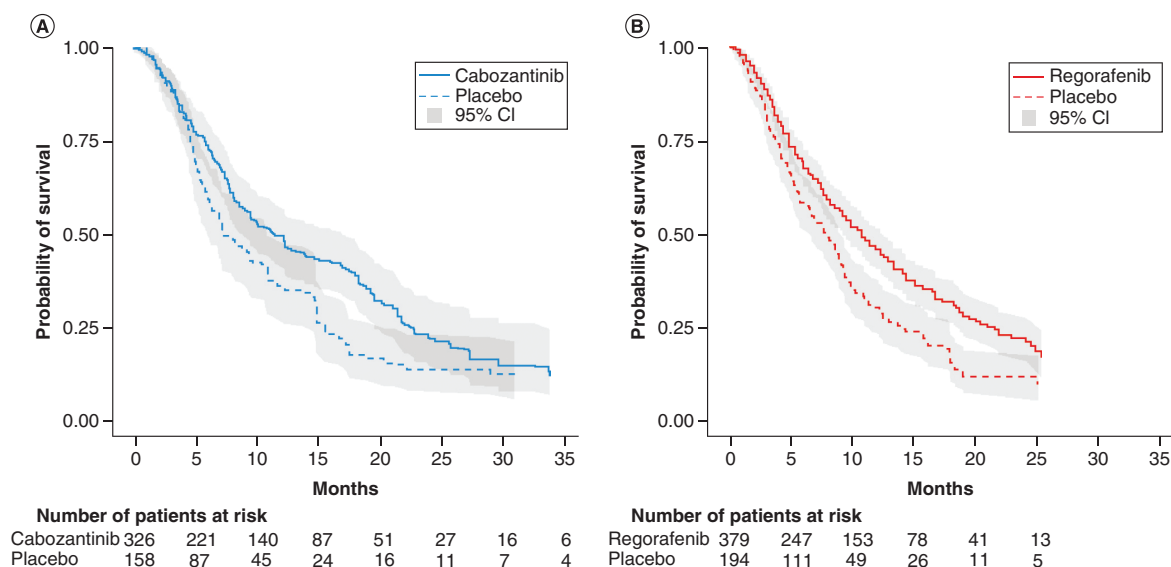 A
1.00
0.75
0.50
0.25
0.00
Probability of survival
Cabozantinib
Placebo
95% CI
0 5 10 15 20 25 30 35
Months
Number of patients at risk
Cabozantinib 326 221 140 87 51 27 16 6
Placebo 158 87 45 24 16 11 7 4
B
1.00
0.75
0.50
0.25
0.00
Probability of survival
Regorafenib
Placebo
95% CI
0 5 10 15 20 25 30 35
Months
Number of patients at risk
Regorafenib 379 247 153 78 41 13
Placebo 194 111 49 26 11 5